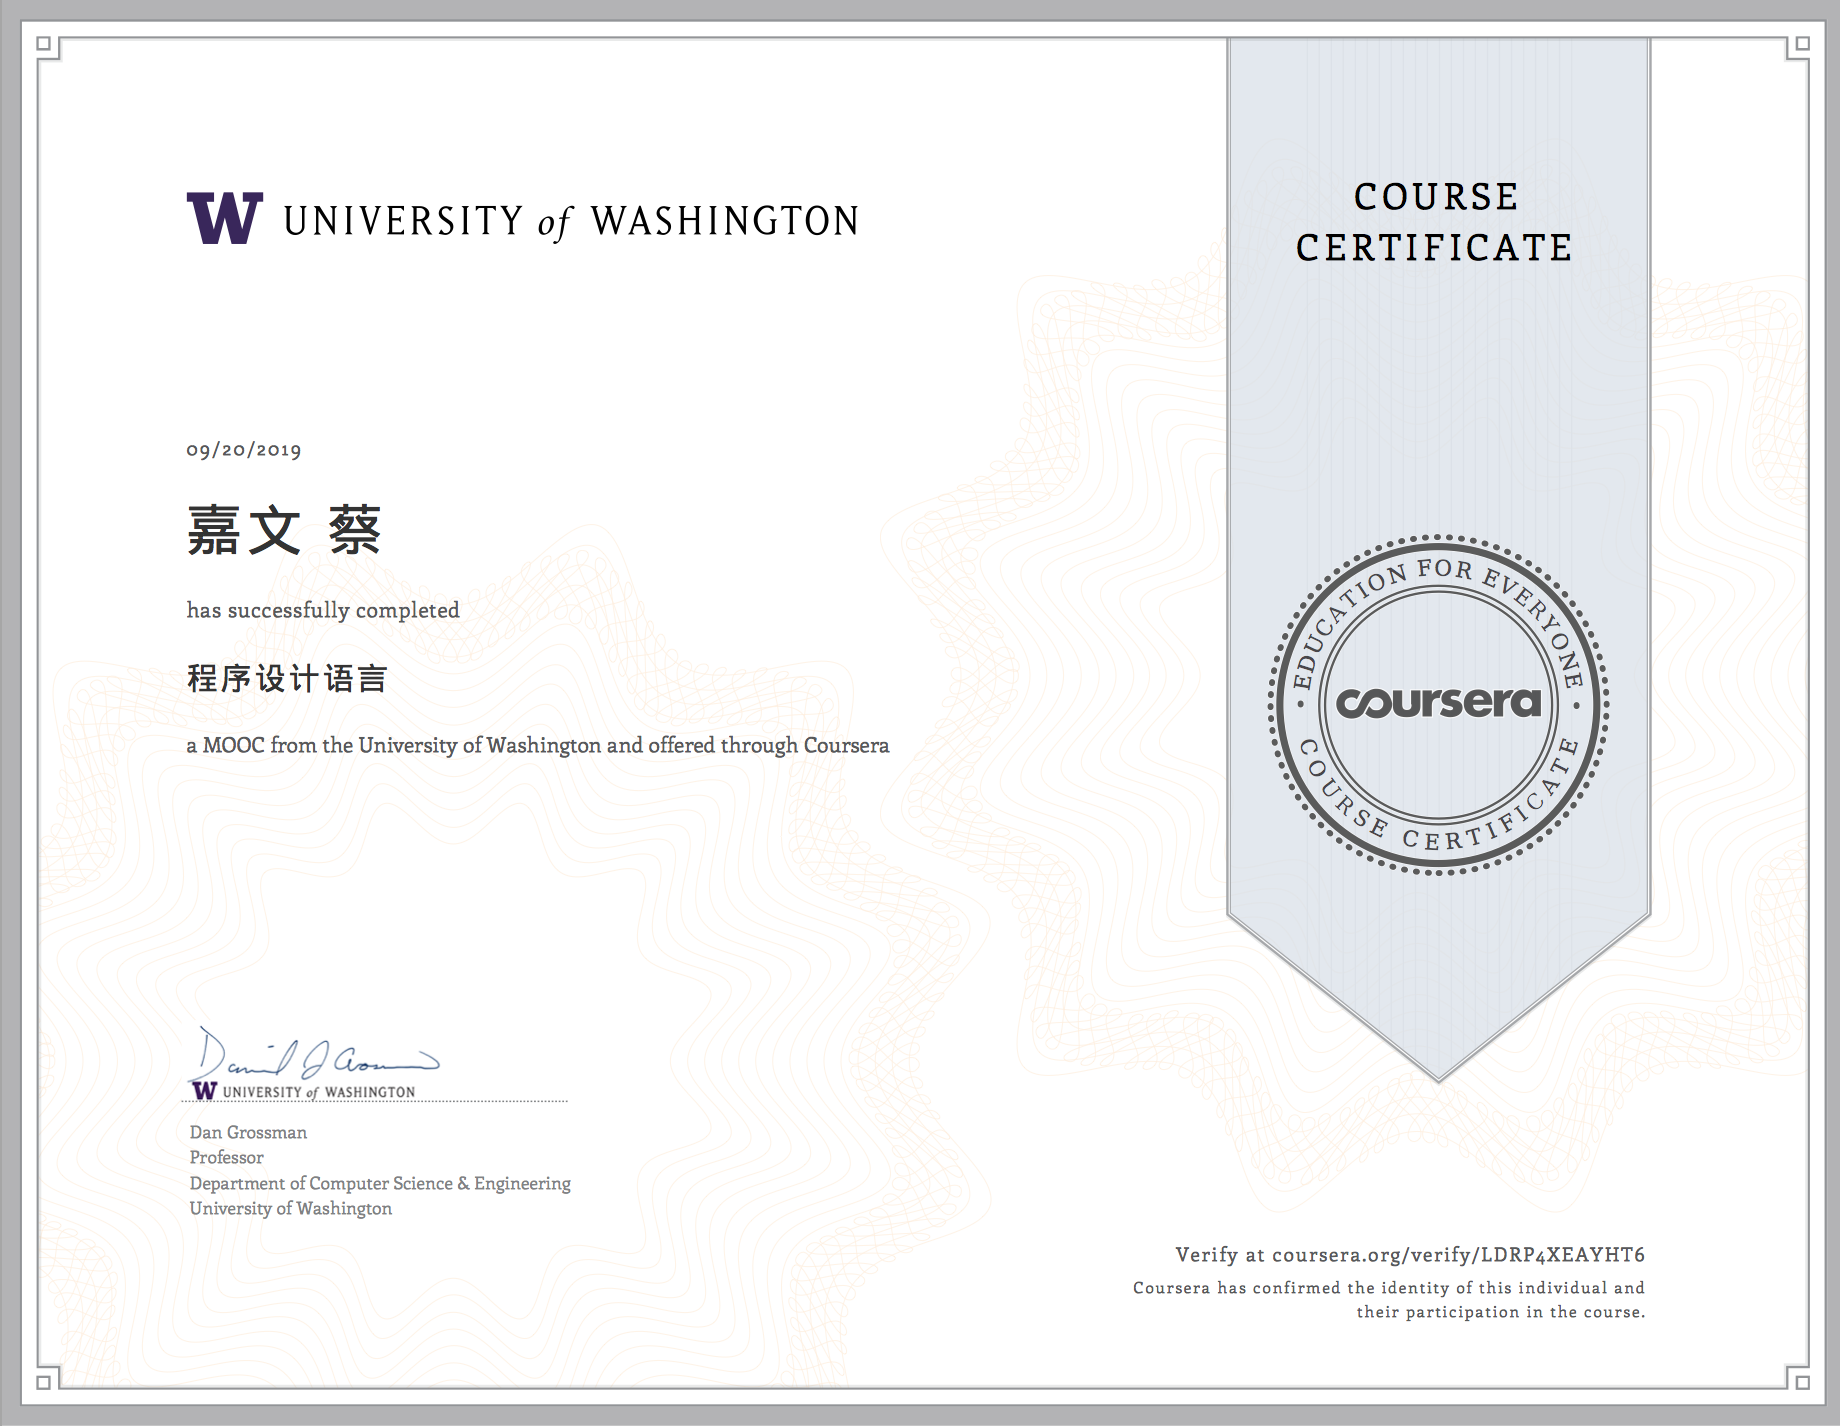 W UNIVERSITY of WASHINGTON
COURSE
CERTIFICATE
09/20/2019
嘉文 蔡
has successfully completed
程序设计语言
a MOOC from the University of Washington and offered through Coursera
EDUCATION FOR EVERYONE
coursera
COURSE CERTIFICATE
Daniel J Grossman
W UNIVERSITY of WASHINGTON
Dan Grossman
Professor
Department of Computer Science & Engineering
University of Washington
Verify at coursera.org/verify/LDRP4XEAYHT6
Coursera has confirmed the identity of this individual and
their participation in the course.